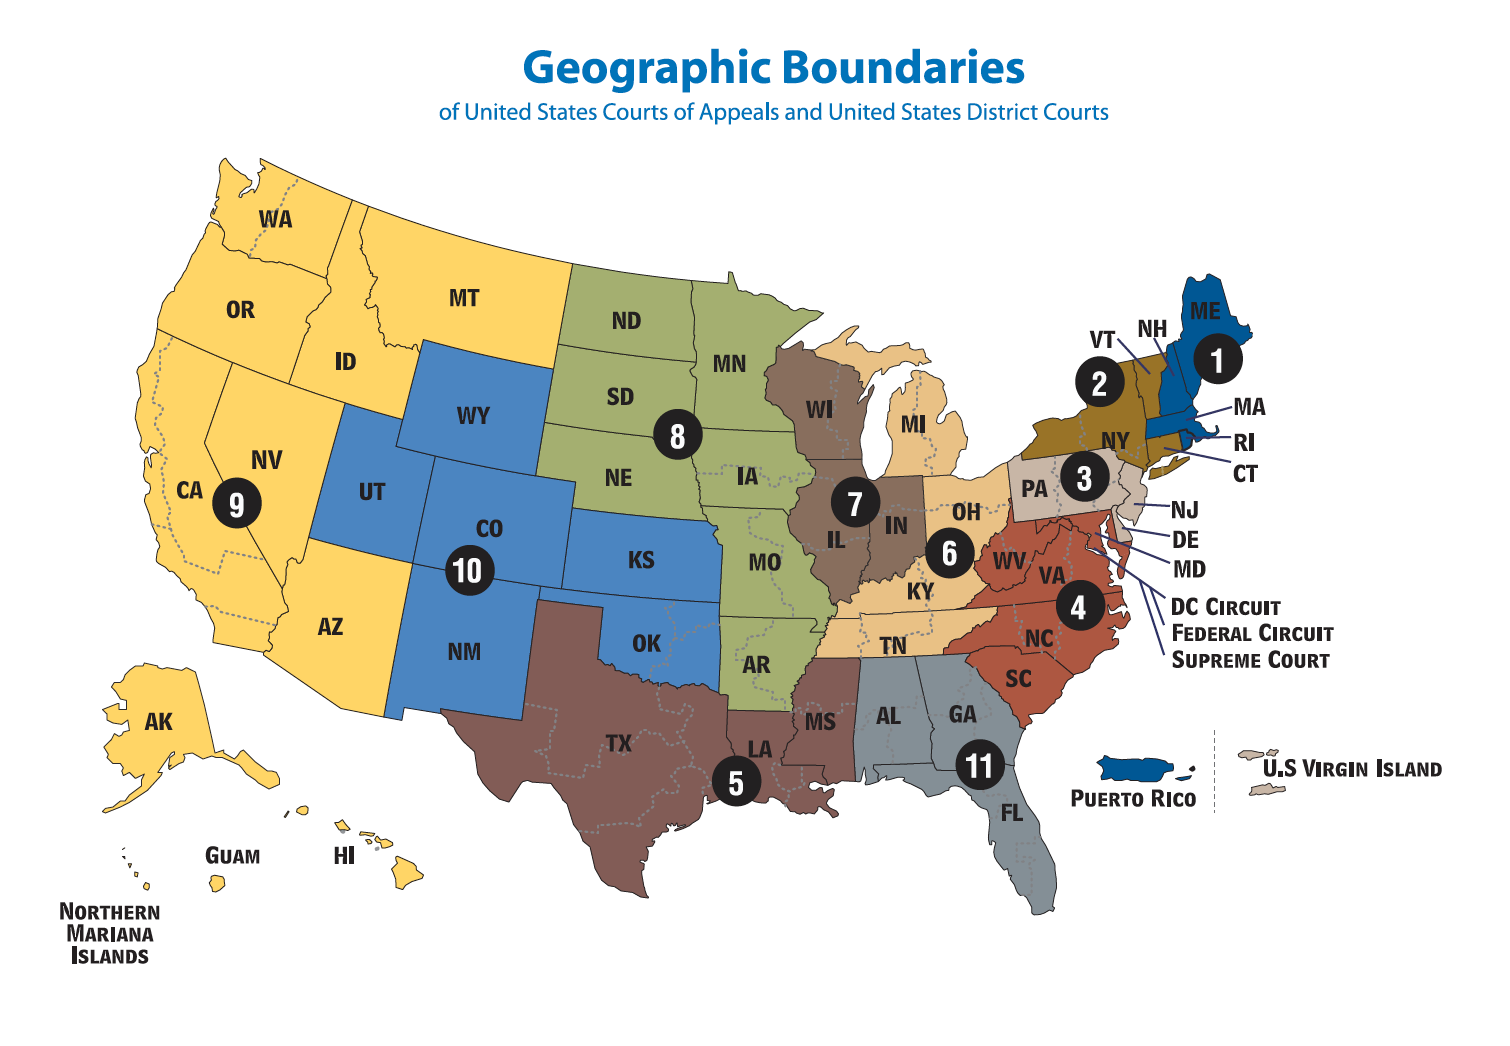 Geographic Boundaries
of United States Courts of Appeals and United States District Courts
WA
OR
ID
MT
ND
MN
SD
WY
NE
IA
WI
MI
NV
CA
UT
CO
KS
MO
IL
IN
OH
KY
WV
VA
PA
NY
VT
NH
ME
MA
RI
CT
NJ
DE
MD
DC CIRCUIT
FEDERAL CIRCUIT
SUPREME COURT
AZ
NM
OK
AR
TN
NC
SC
TX
LA
MS
AL
GA
FL
AK
HI
GUAM
NORTHERN
MARIANA
ISLANDS
PUERTO RICO
U.S VIRGIN ISLAND
1
2
3
4
5
6
7
8
9
10
11